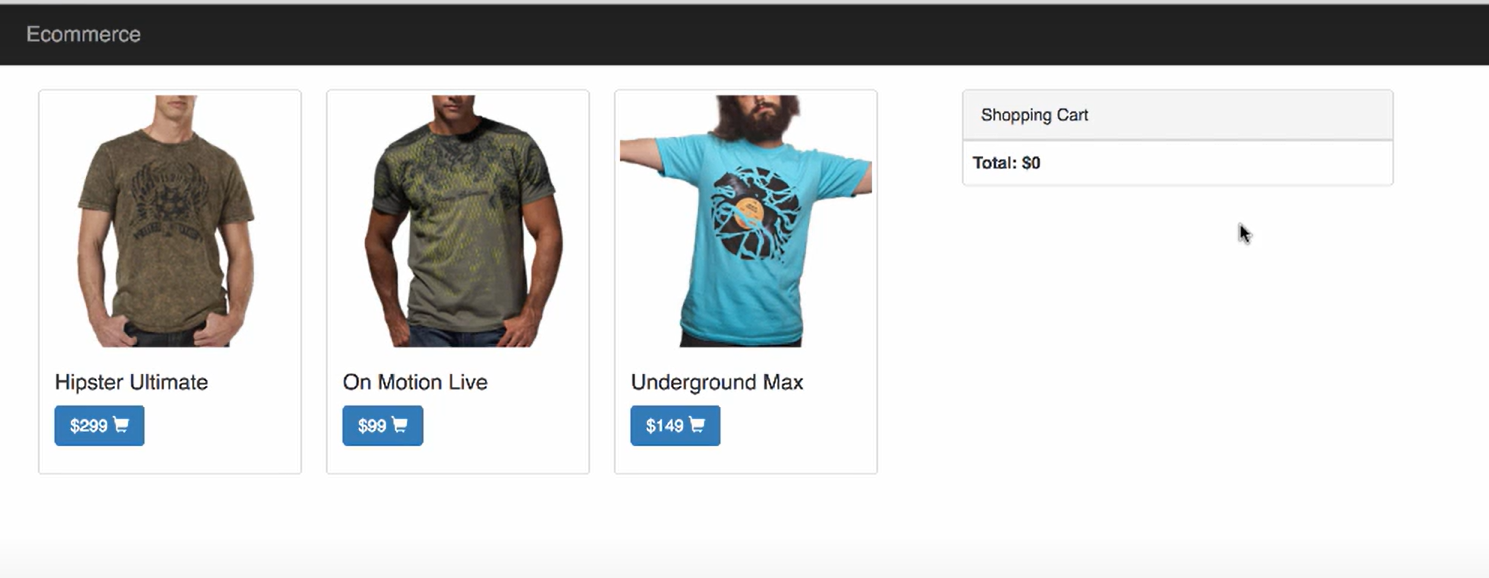 Ecommerce
Hipster Ultimate
$299
On Motion Live
$99
Underground Max
$149
Shopping Cart
Total: $0